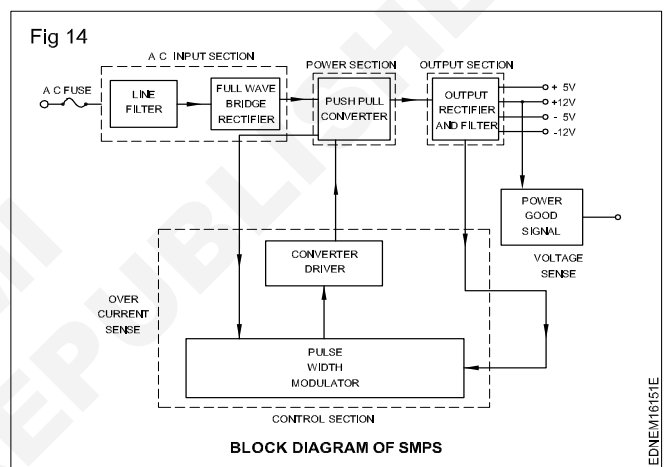 Fig 14
A C INPUT SECTION
POWER SECTION
OUTPUT SECTION
A C FUSE
LINE
FILTER
FULL WAVE
BRIDGE
RECTIFIER
PUSH PULL
CONVERTER
OUTPUT
RECTIFIER
AND FILTER
+ 5V
+12V
- 5V
-12V
POWER
GOOD
SIGNAL
VOLTAGE
SENSE
CONVERTER
DRIVER
OVER
CURRENT
SENSE
PULSE
WIDTH
MODULATOR
CONTROL SECTION
BLOCK DIAGRAM OF SMPS
EDNEM16151E